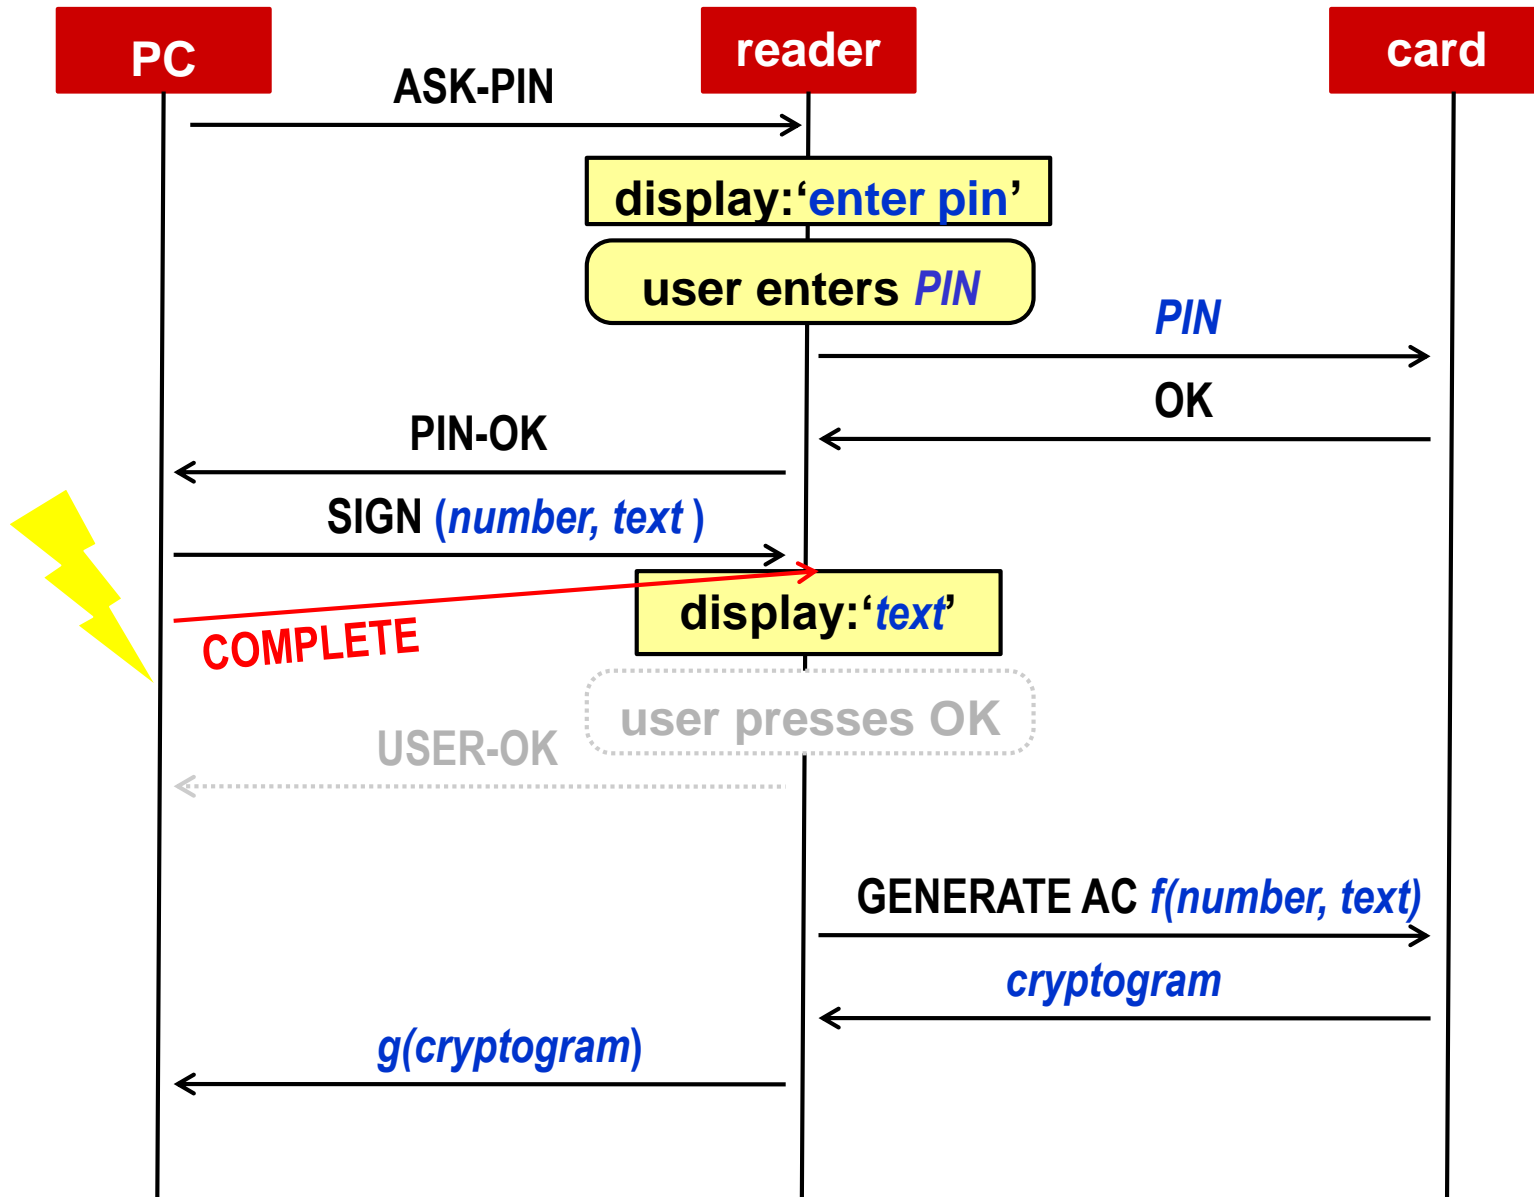 PC
reader
card
ASK-PIN
display:‘enter pin’
user enters PIN
PIN
OK
PIN-OK
SIGN (number, text )
display:‘text’
COMPLETE
user presses OK
USER-OK
GENERATE AC f(number, text)
cryptogram
g(cryptogram)